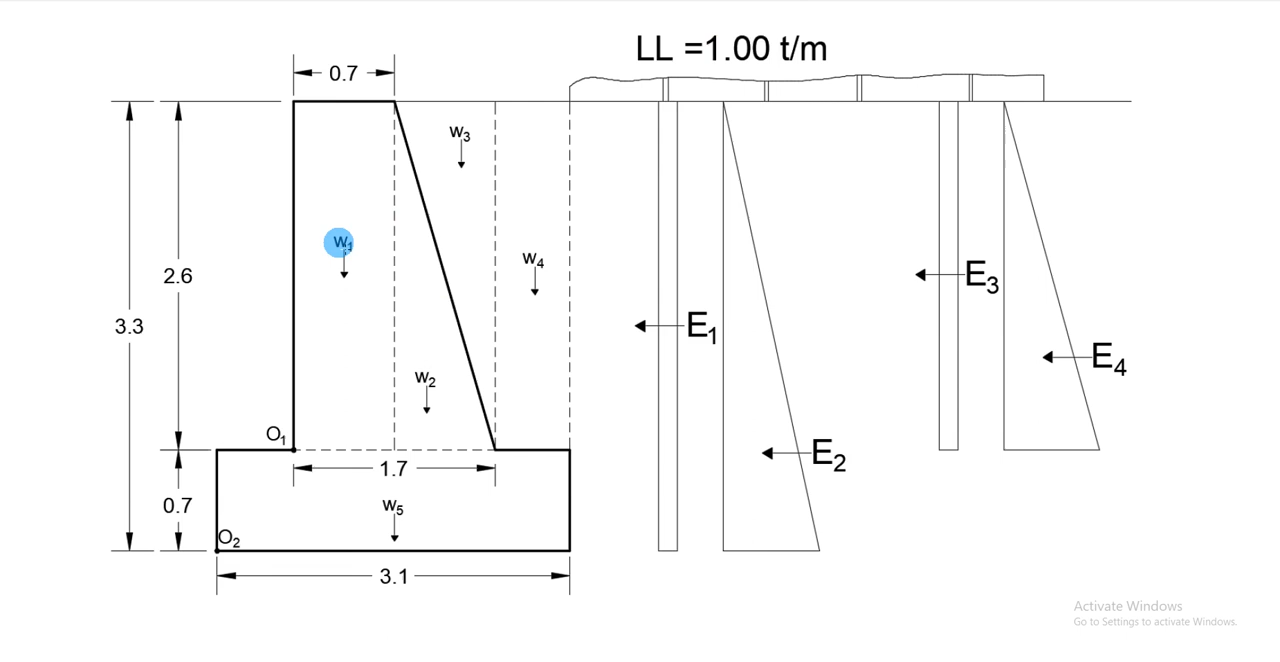 LL =1.00 t/m
0.7
W3
W1
W4
2.6
E3
3.3
E1
E4
W2
O1
E2
1.7
0.7
W5
O2
3.1
Activate Windows
Go to Settings to activate Windows.